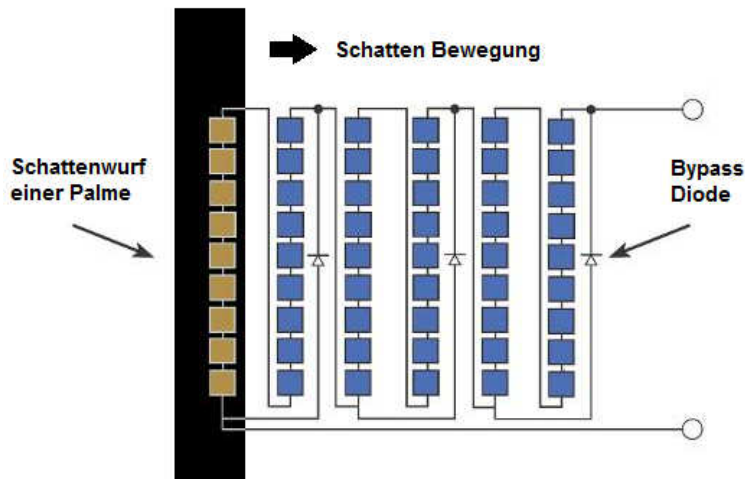 Schatten Bewegung
Schattenwurf
einer Palme
Bypass
Diode